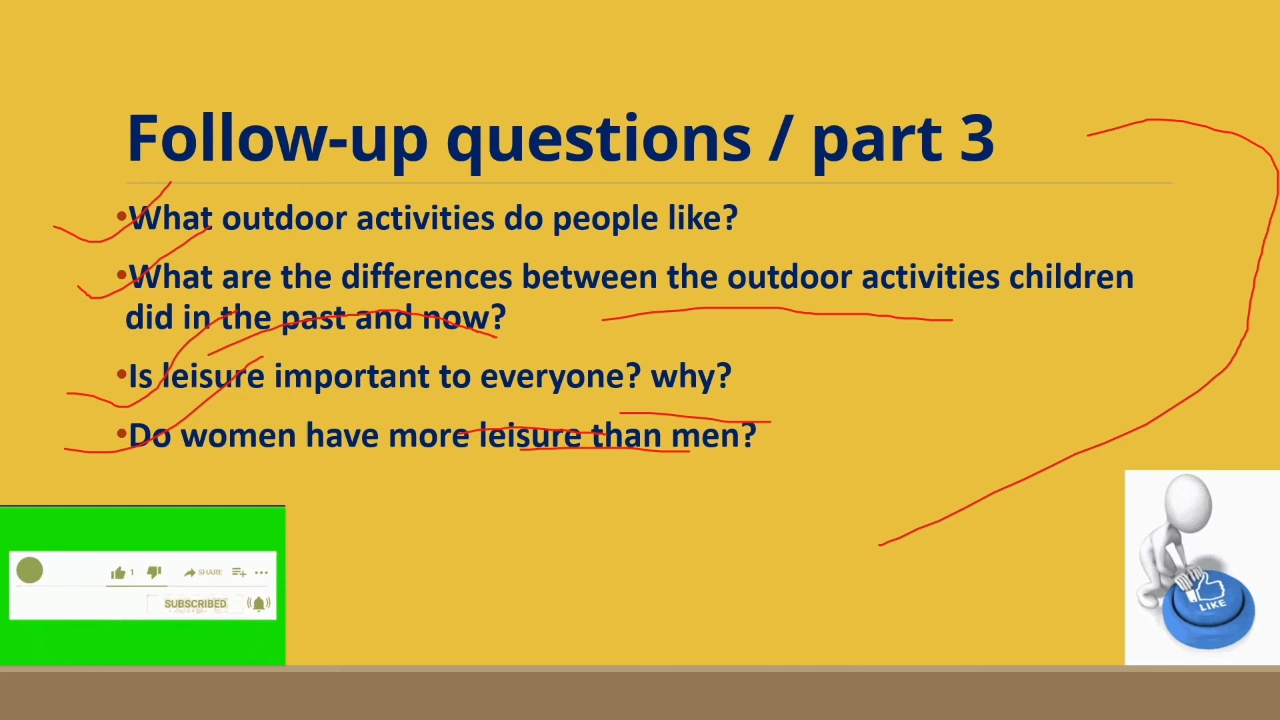 Follow-up questions / part 3
•What outdoor activities do people like?
•What are the differences between the outdoor activities children
did in the past and now?
•Is leisure important to everyone? why?
•Do women have more leisure than men?
1 SHARE
SUBSCRIBED
LIKE